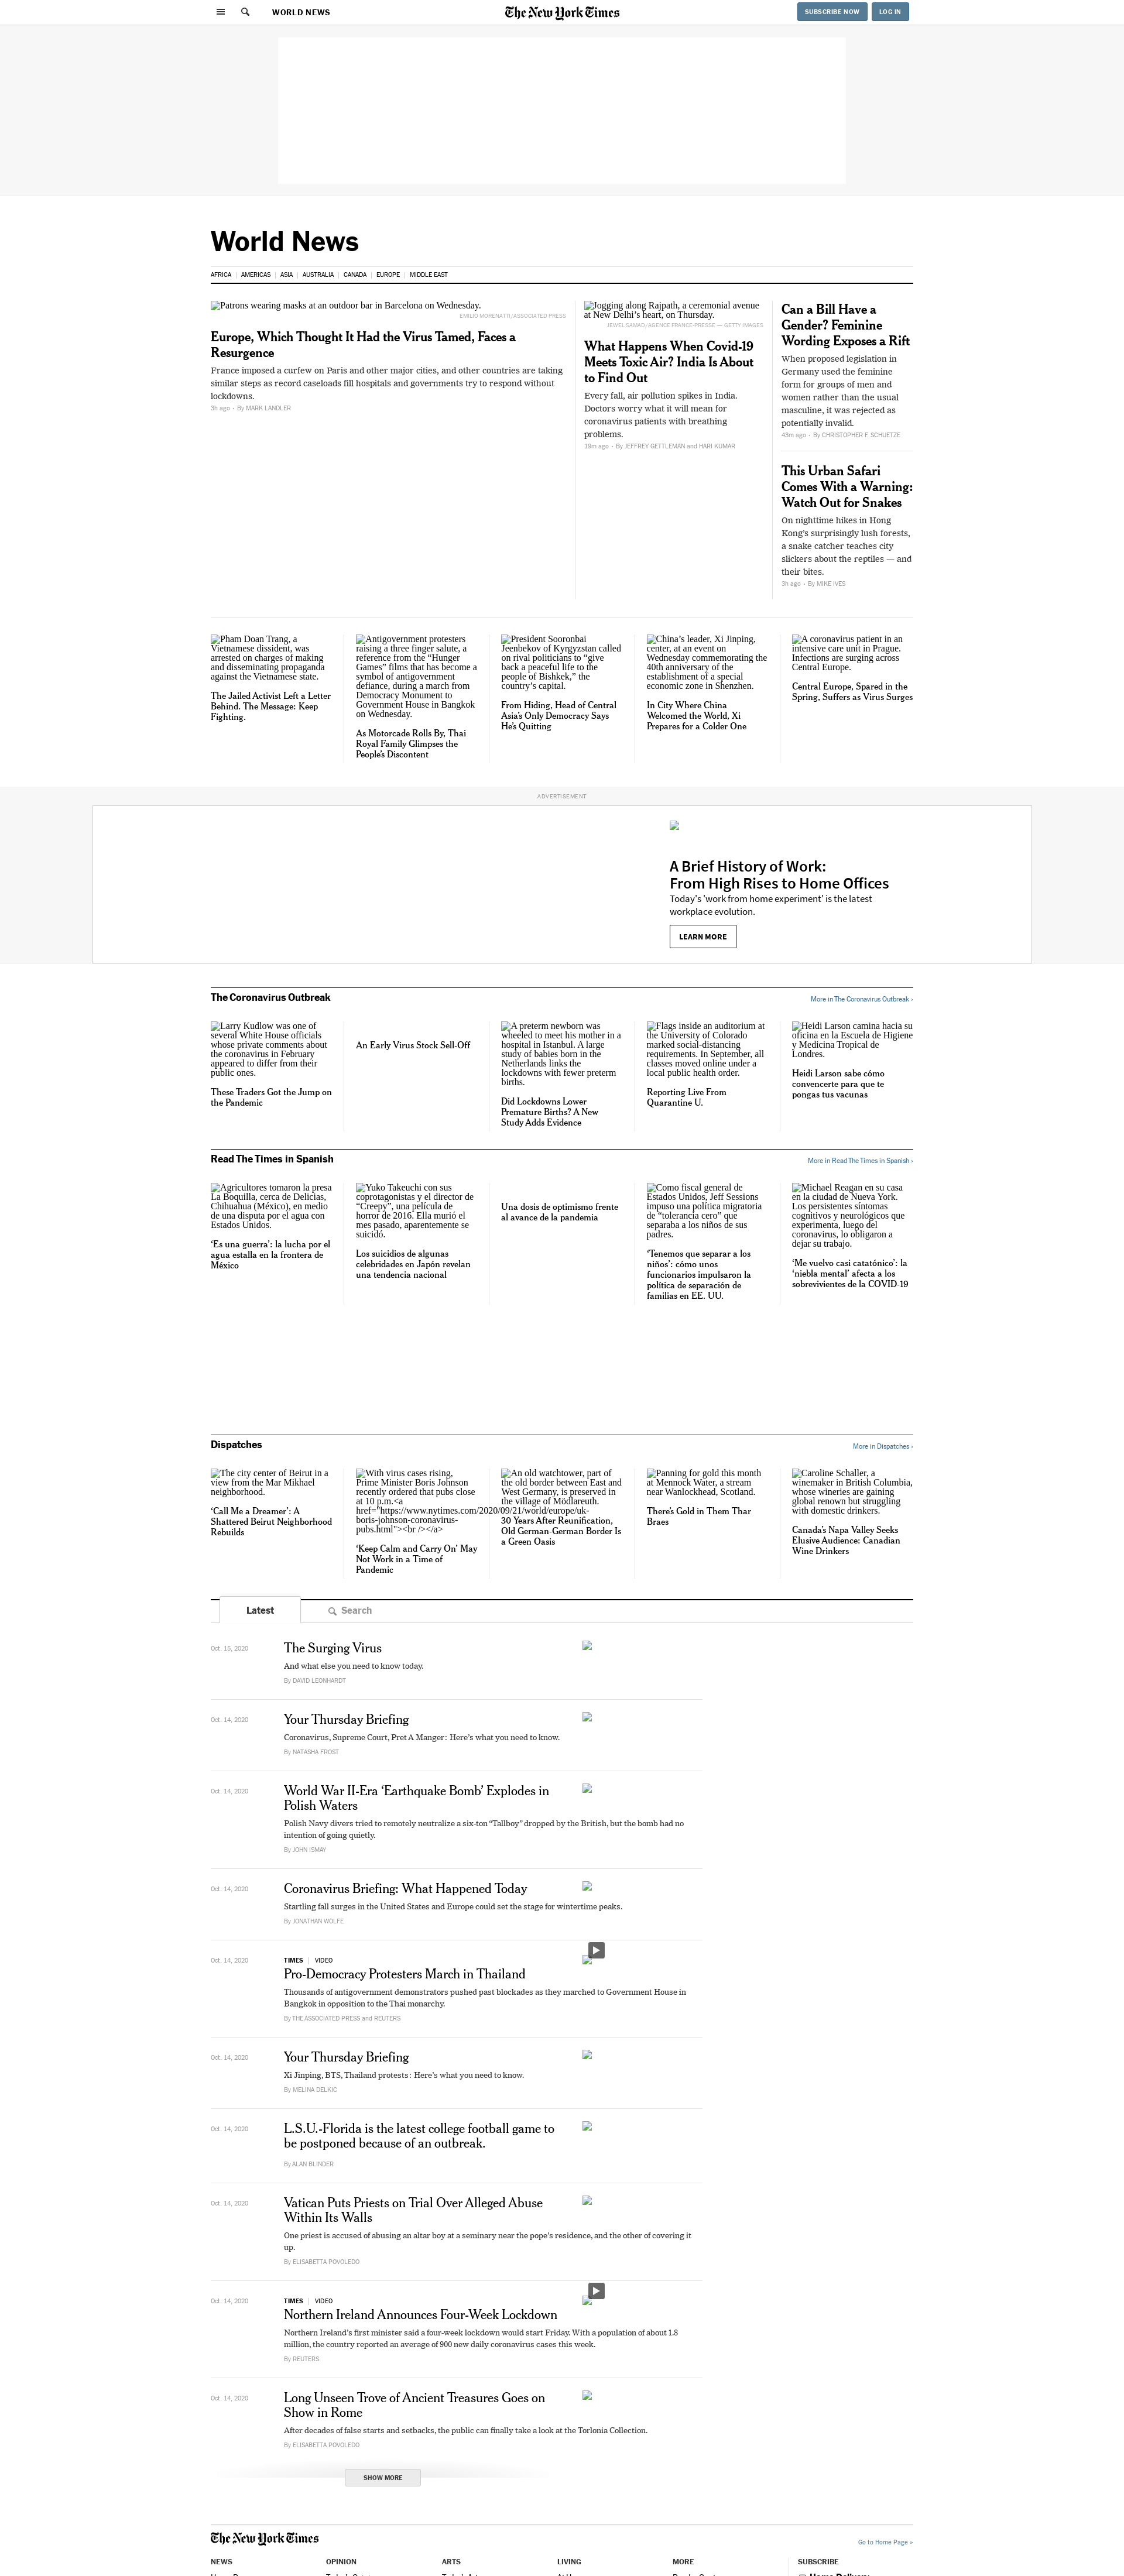 WORLD NEWS
The New York Times
SUBSCRIBE NOW
LOG IN
World News
AFRICA
AMERICAS
ASIA
AUSTRALIA
CANADA
EUROPE
MIDDLE EAST
Patrons wearing masks at an outdoor bar in Barcelona on Wednesday.
EMILIO MORENATTI/ASSOCIATED PRESS
Europe, Which Thought It Had the Virus Tamed, Faces a
Resurgence
France imposed a curfew on Paris and other major cities, and other countries are taking
similar steps as record caseloads fill hospitals and governments try to respond without
lockdowns.
3h ago - By MARK LANDLER
Jogging along Rajpath, a ceremonial avenue
at New Delhi's heart, on Thursday.
JEWEL SAMAD/AGENCE FRANCE-PRESSE — GETTY IMAGES
What Happens When Covid-19
Meets Toxic Air? India Is About
to Find Out
Every fall, air pollution spikes in India.
Doctors worry what it will mean for
coronavirus patients with breathing
problems.
19m ago - By JEFFREY GETTLEMAN and HARI KUMAR
Can a Bill Have a
Gender? Feminine
Wording Exposes a Rift
When proposed legislation in
Germany used the feminine
form for groups of men and
women rather than the usual
masculine, it was rejected as
potentially invalid.
43m ago - By CHRISTOPHER F. SCHUETZE
This Urban Safari
Comes With a Warning:
Watch Out for Snakes
On nighttime hikes in Hong
Kong's surprisingly lush forests,
a snake catcher teaches city
slickers about the reptiles — and
their bites.
3h ago - By MIKE IVES
Pham Doan Trang, a
Vietnamese dissident, was
arrested on charges of making
and disseminating propaganda
against the Vietnamese state.
The Jailed Activist Left a Letter
Behind. The Message: Keep
Fighting.
Antigovernment protesters
raising a three finger salute, a
reference from the “Hunger
Games” films that has become a
symbol of antigovernment
defiance, during a march from
Democracy Monument to
Government House in Bangkok
on Wednesday.
As Motorcade Rolls By, Thai
Royal Family Glimpses the
People's Discontent
President Sooronbai
Jeenbekov of Kyrgyzstan called
on rival politicians to “give
back a peaceful life to the
people of Bishkek,” the
country's capital.
From Hiding, Head of Central
Asia's Only Democracy Says
He's Quitting
China's leader, Xi Jinping,
center, at an event on
Wednesday commemorating the
40th anniversary of the
establishment of a special
economic zone in Shenzhen.
In City Where China
Welcomed the World, Xi
Prepares for a Colder One
A coronavirus patient in an
intensive care unit in Prague.
Infections are surging across
Central Europe.
Central Europe, Spared in the
Spring, Suffers as Virus Surges
ADVERTISEMENT
A Brief History of Work:
From High Rises to Home Offices
Today's 'work from home experiment' is the latest
workplace evolution.
LEARN MORE
The Coronavirus Outbreak
More in The Coronavirus Outbreak ›
Larry Kudlow was one of
several White House officials
whose private comments about
the coronavirus in February
appeared to differ from their
public ones.
These Traders Got the Jump on
the Pandemic
An Early Virus Stock Sell-Off
A preterm newborn was
wheeled to meet his mother in a
hospital in Istanbul. A large
study of babies born in the
Netherlands links the
lockdowns with fewer preterm
births.
Did Lockdowns Lower
Premature Births? A New
Study Adds Evidence
Flags inside an auditorium at
the University of Colorado
marked social-distancing
requirements. In September, all
classes moved online under a
local public health order.
Reporting Live From
Quarantine U.
Heidi Larson camina hacia su
oficina en la Escuela de Higiene
y Medicina Tropical de
Londres.
Heidi Larson sabe cómo
convencerte para que te
pongas tus vacunas
Read The Times in Spanish
More in Read The Times in Spanish ›
Agricultores tomaron la presa
La Boquilla, cerca de Delicias,
Chihuahua (México), en medio
de una disputa por el agua con
Estados Unidos.
‘Es una guerra’: la lucha por el
agua estalla en la frontera de
México
Yuko Takeuchi con sus
coprotagonistas y el director de
“Creepy”, una película de
horror de 2016. Ella murió el
mes pasado, aparentemente se
suicidó.
Los suicidios de algunas
celebridades en Japón revelan
una tendencia nacional
Una dosis de optimismo frente
al avance de la pandemia
Como fiscal general de
Estados Unidos, Jeff Sessions
impuso una política migratoria
de “tolerancia cero” que
separaba a los niños de sus
padres.
‘Tenemos que separar a los
niños’: cómo unos
funcionarios impulsaron la
política de separación de
familias en EE. UU.
Michael Reagan en su casa
en la ciudad de Nueva York.
Los persistentes síntomas
cognitivos y neurológicos que
experimenta, luego del
coronavirus, lo obligaron a
dejar su trabajo.
‘Me vuelvo casi catatónico’: la
‘niebla mental’ afecta a los
sobrevivientes de la COVID-19
Dispatches
More in Dispatches ›
The city center of Beirut in a
view from the Mar Mikhael
neighborhood.
‘Call Me a Dreamer’: A
Shattered Beirut Neighborhood
Rebuilds
With virus cases rising,
Prime Minister Boris Johnson
recently ordered that pubs close
at 10 p.m.<a
href="https://www.nytimes.com/2020/09/21/world/europe/uk-
boris-johnson-coronavirus-
pubs.html"><br /></a>
‘Keep Calm and Carry On’ May
Not Work in a Time of
Pandemic
An old watchtower, part of
the old border between East and
West Germany, is preserved in
the village of Mödlareuth.
30 Years After Reunification,
Old German-German Border Is
a Green Oasis
Panning for gold this month
at Mennock Water, a stream
near Wanlockhead, Scotland.
There's Gold in Them Thar
Braes
Caroline Schaller, a
winemaker in British Columbia,
whose wineries are gaining
global renown but struggling
with domestic drinkers.
Canada's Napa Valley Seeks
Elusive Audience: Canadian
Wine Drinkers
Latest
Search
Oct. 15, 2020
The Surging Virus
And what else you need to know today.
By DAVID LEONHARDT
Oct. 14, 2020
Your Thursday Briefing
Coronavirus, Supreme Court, Pret A Manger: Here's what you need to know.
By NATASHA FROST
Oct. 14, 2020
World War II-Era ‘Earthquake Bomb’ Explodes in
Polish Waters
Polish Navy divers tried to remotely neutralize a six-ton “Tallboy” dropped by the British, but the bomb had no
intention of going quietly.
By JOHN ISMAY
Oct. 14, 2020
Coronavirus Briefing: What Happened Today
Startling fall surges in the United States and Europe could set the stage for wintertime peaks.
By JONATHAN WOLFE
Oct. 14, 2020
TIMES | VIDEO
Pro-Democracy Protesters March in Thailand
Thousands of antigovernment demonstrators pushed past blockades as they marched to Government House in
Bangkok in opposition to the Thai monarchy.
By THE ASSOCIATED PRESS and REUTERS
Oct. 14, 2020
Your Thursday Briefing
Xi Jinping, BTS, Thailand protests: Here's what you need to know.
By MELINA DELKIC
Oct. 14, 2020
L.S.U.-Florida is the latest college football game to
be postponed because of an outbreak.
By ALAN BLINDER
Oct. 14, 2020
Vatican Puts Priests on Trial Over Alleged Abuse
Within Its Walls
One priest is accused of abusing an altar boy at a seminary near the pope's residence, and the other of covering it
up.
By ELISABETTA POVOLEDO
Oct. 14, 2020
TIMES | VIDEO
Northern Ireland Announces Four-Week Lockdown
Northern Ireland's first minister said a four-week lockdown would start Friday. With a population of about 1.8
million, the country reported an average of 900 new daily coronavirus cases this week.
By REUTERS
Oct. 14, 2020
Long Unseen Trove of Ancient Treasures Goes on
Show in Rome
After decades of false starts and setbacks, the public can finally take a look at the Torlonia Collection.
By ELISABETTA POVOLEDO
SHOW MORE
The New York Times
Go to Home Page »
NEWS
OPINION
ARTS
LIVING
MORE
SUBSCRIBE